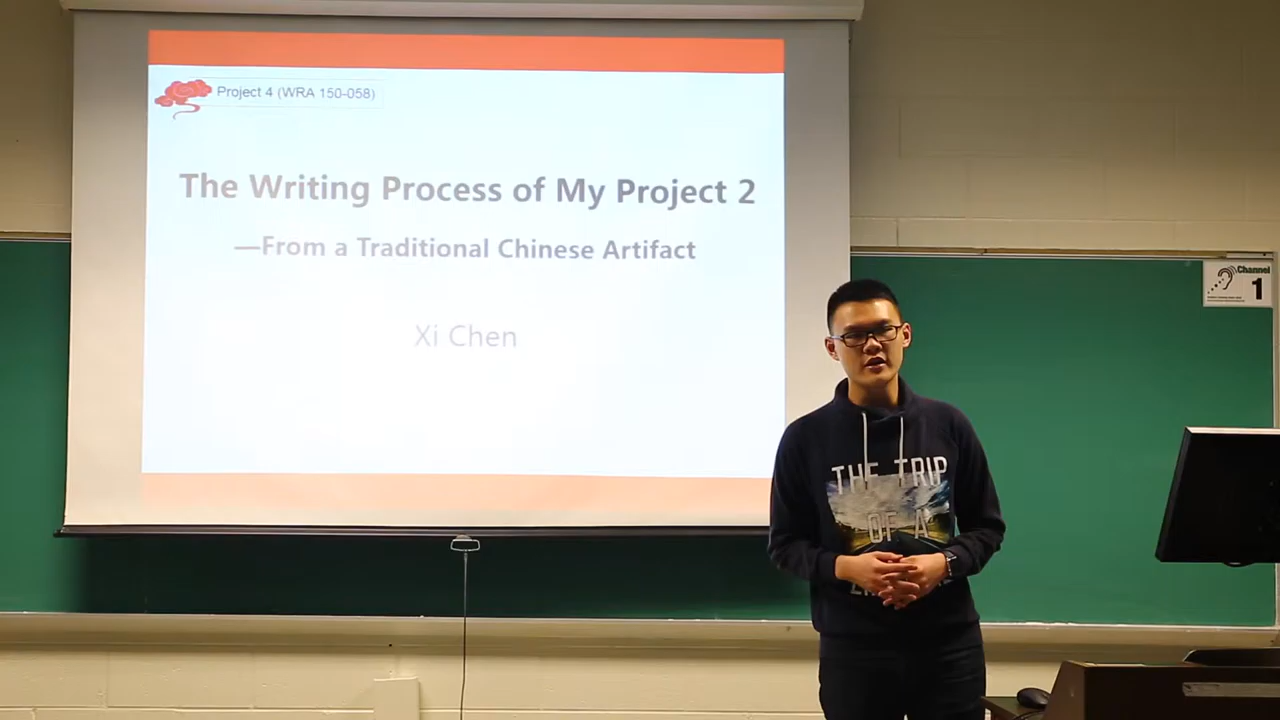 Project 4 (WRA 150-058)
The Writing Process of My Project 2
—From a Traditional Chinese Artifact
Xi Chen
Channel
1
THE TRIP
OF A